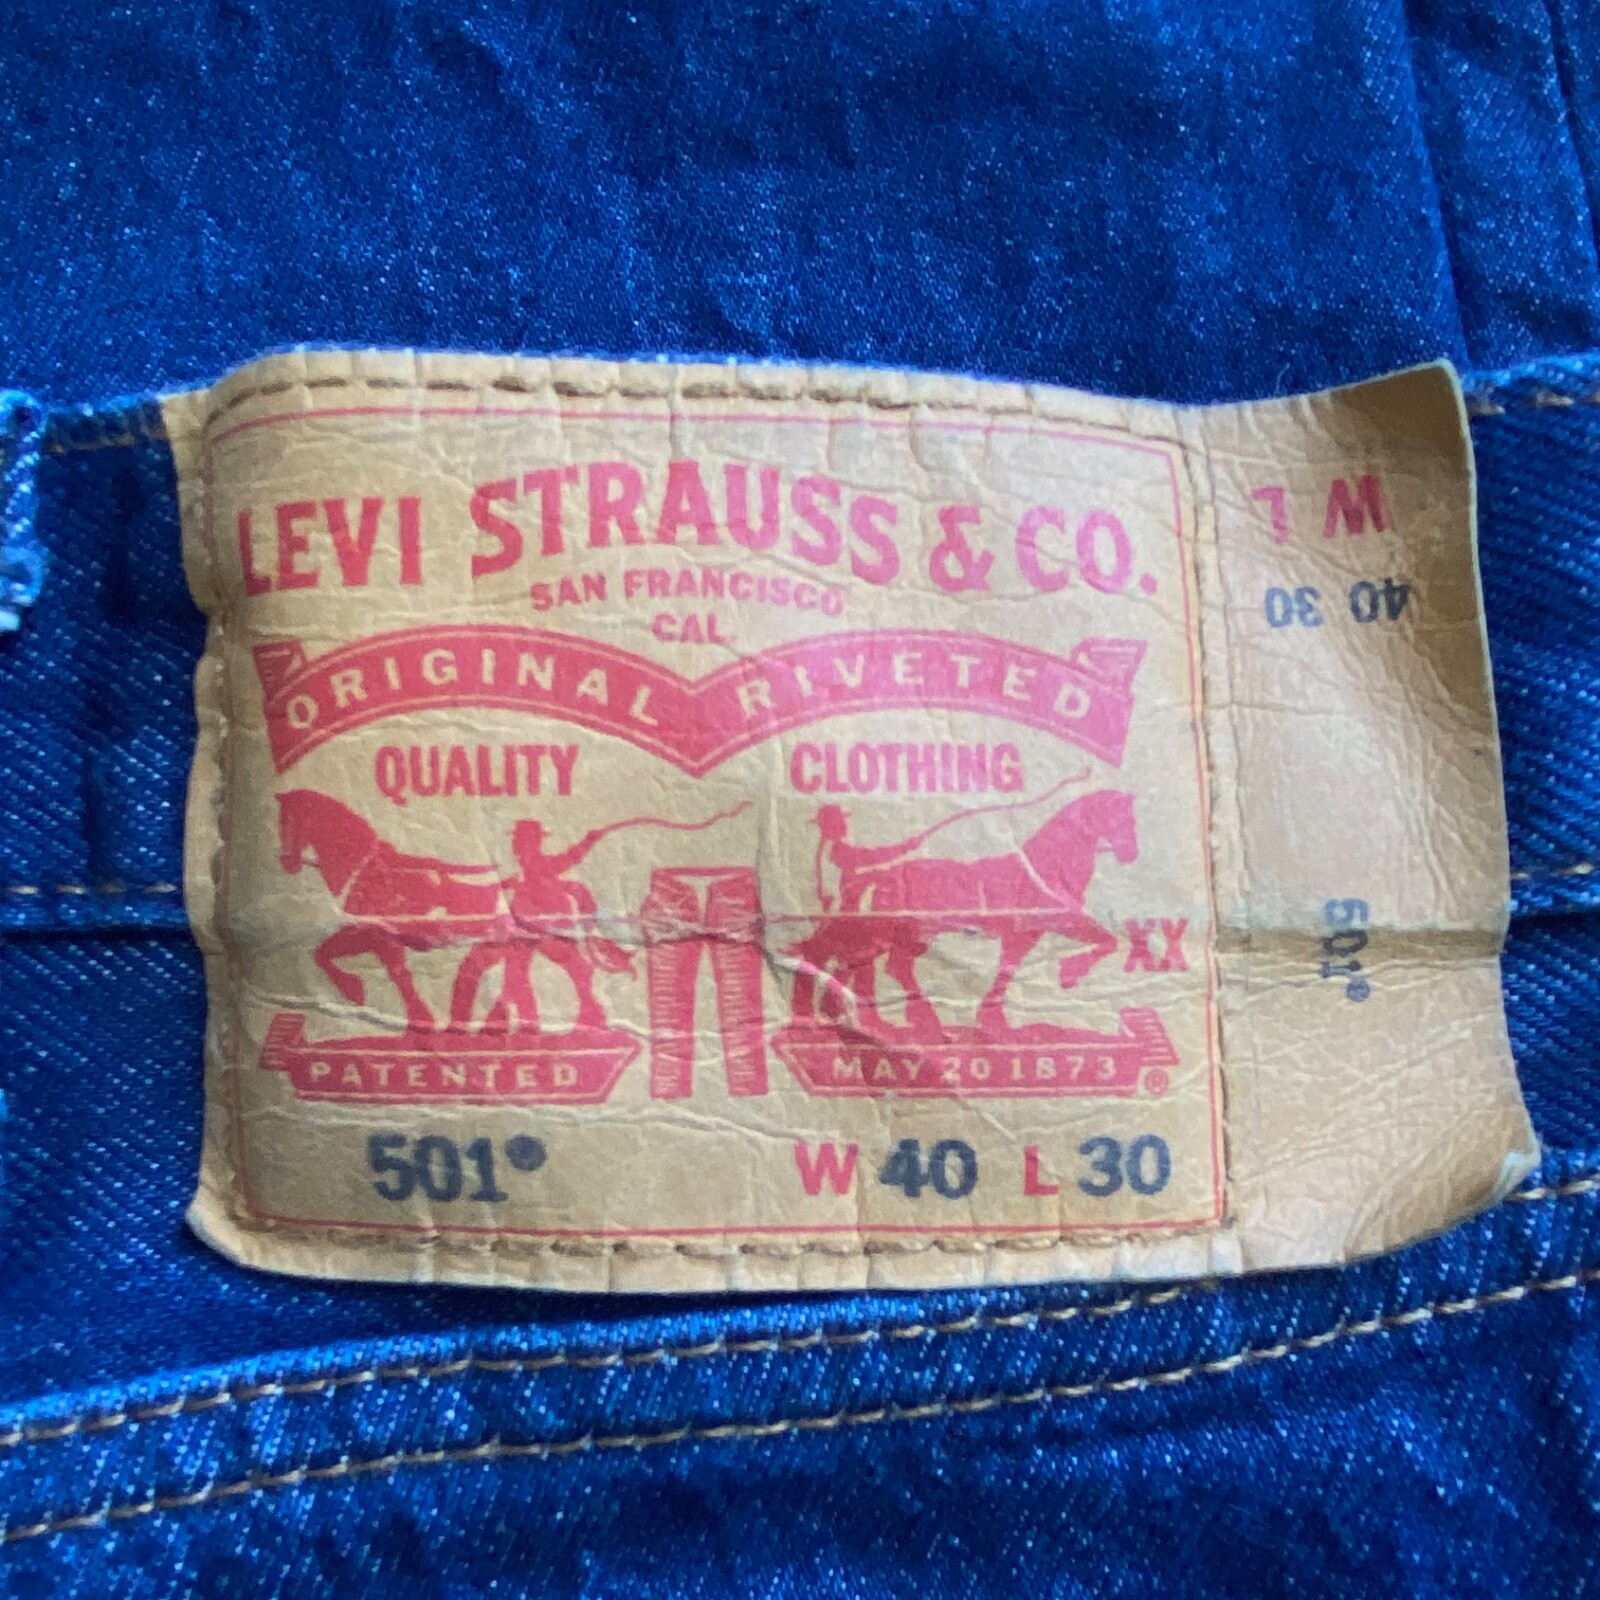 LEVI STRAUSS & CO.
SAN FRANCISCO
CAL.
ORIGINAL RIVETED
QUALITY CLOTHING
XX
PATENTED MAY 20 1873 ®
501® W 40 L 30
W L
40 30
501®